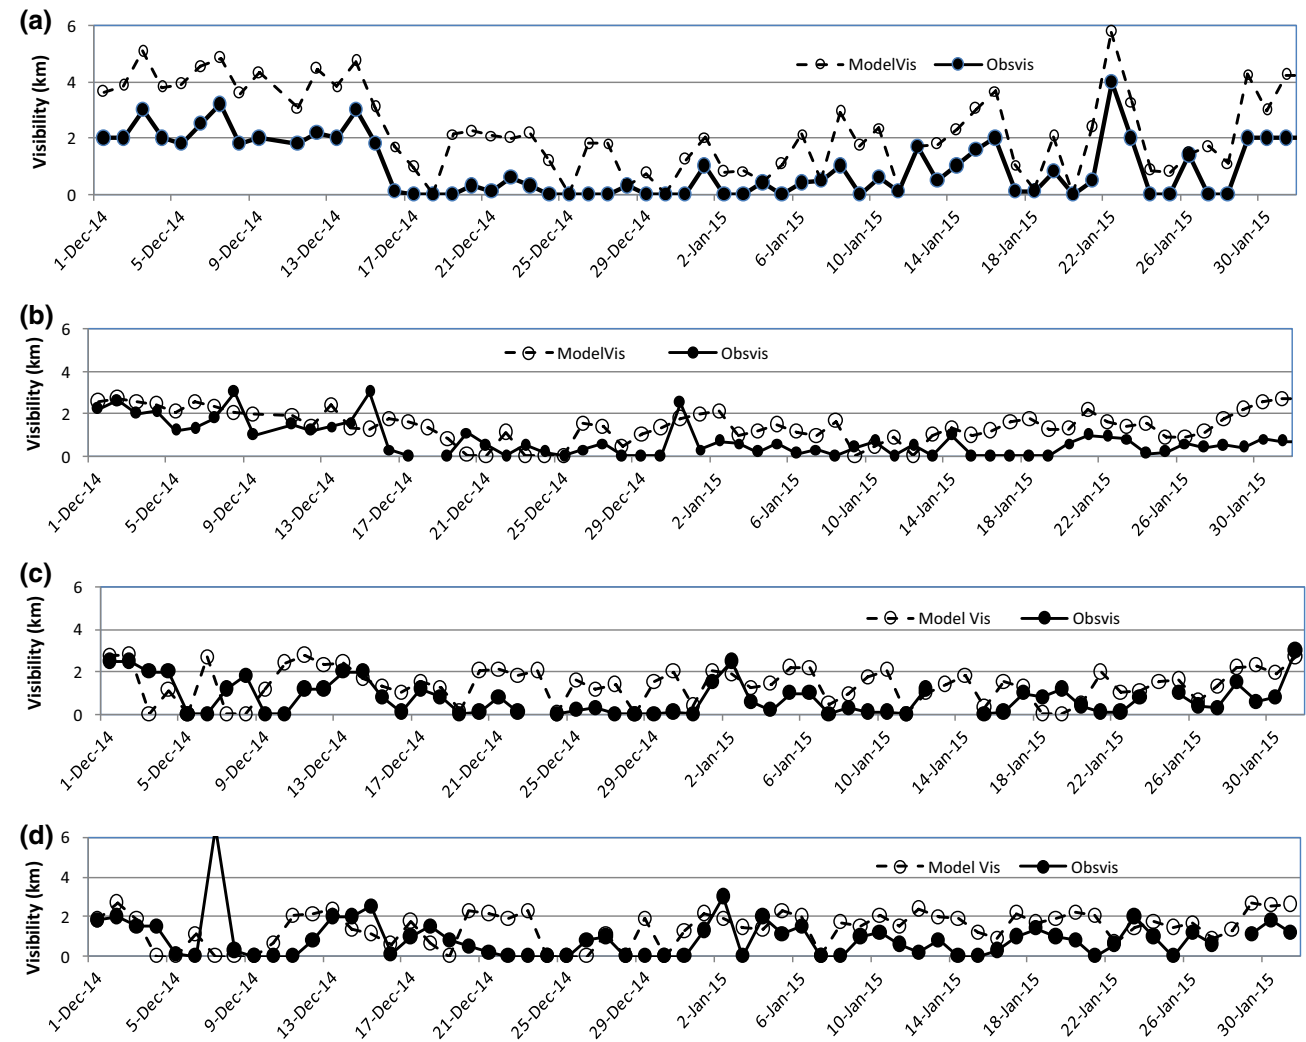 (a)
Visibility (km)
6
4
2
0
ModelVis Obsvis
1-Dec-14 5-Dec-14 9-Dec-14 13-Dec-14 17-Dec-14 21-Dec-14 25-Dec-14 29-Dec-14 2-Jan-15 6-Jan-15 10-Jan-15 14-Jan-15 18-Jan-15 22-Jan-15 26-Jan-15 30-Jan-15
(b)
Visibility (km)
6
4
2
0
ModelVis Obsvis
1-Dec-14 5-Dec-14 9-Dec-14 13-Dec-14 17-Dec-14 21-Dec-14 25-Dec-14 29-Dec-14 2-Jan-15 6-Jan-15 10-Jan-15 14-Jan-15 18-Jan-15 22-Jan-15 26-Jan-15 30-Jan-15
(c)
Visibility (km)
6
4
2
0
Model Vis Obsvis
1-Dec-14 5-Dec-14 9-Dec-14 13-Dec-14 17-Dec-14 21-Dec-14 25-Dec-14 29-Dec-14 2-Jan-15 6-Jan-15 10-Jan-15 14-Jan-15 18-Jan-15 22-Jan-15 26-Jan-15 30-Jan-15
(d)
Visibility (km)
6
4
2
0
Model Vis Obsvis
1-Dec-14 5-Dec-14 9-Dec-14 13-Dec-14 17-Dec-14 21-Dec-14 25-Dec-14 29-Dec-14 2-Jan-15 6-Jan-15 10-Jan-15 14-Jan-15 18-Jan-15 22-Jan-15 26-Jan-15 30-Jan-15